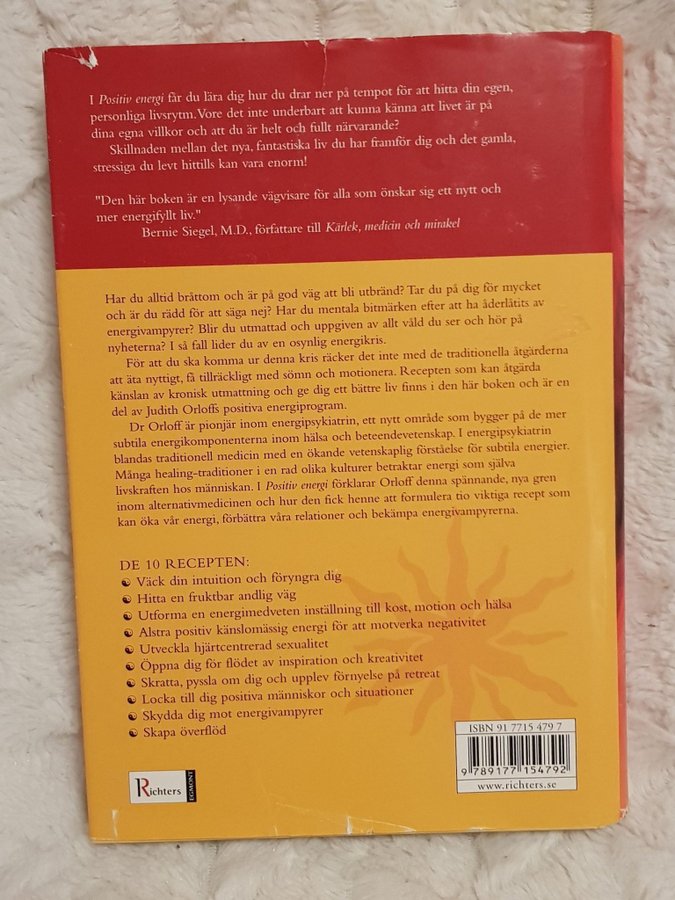 I Positiv energi får du lära dig hur du drar ner på tempot för att hitta din egen,
personliga livsrytm. Vore det inte underbart att kunna känna att livet är på
dina egna villkor och att du är helt och fullt närvarande?
Skillnaden mellan det nya, fantastiska liv du har framför dig och det gamla,
stressiga du levt hittills kan vara enorm!
"Den här boken är en lysande vägvisare för alla som önskar sig ett nytt och
mer energifyllt liv."
Bernie Siegel, M.D., författare till Kärlek, medicin och mirakel
Har du alltid bråttom och är på god väg att bli utbränd? Tar du på dig för mycket
och är du rädd för att säga nej? Har du mentala bitmärken efter att ha åderlåtits av
energivampyrer? Blir du utmattad och uppgiven av allt våld du ser och hör på
nyheterna? I så fall lider du av en osynlig energikris.
För att du ska komma ur denna kris räcker det inte med de traditionella åtgärderna
att äta nyttigt, få tillräckligt med sömn och motionera. Recepten som kan åtgärda
känslan av kronisk utmattning och ge dig ett bättre liv finns i den här boken och är en
del av Judith Orloffs positiva energiprogram.
Dr Orloff är pionjär inom energipsykiatrin, ett nytt område som bygger på de mer
subtila energikomponenterna inom hälsa och beteendevetenskap. I energipsykiatrin
blandas traditionell medicin med en ökande vetenskaplig förståelse för subtila energier.
Många healing-traditioner i en rad olika kulturer betraktar energi som själva
livskraften hos människan. I Positiv energi förklarar Orloff denna spännande, nya gren
inom alternativmedicinen och hur den fick henne att formulera tio viktiga recept som
kan öka vår energi, förbättra våra relationer och bekämpa energivampyrerna.
DE 10 RECEPTEN:
Väck din intuition och föryngra dig
Hitta en fruktbar andlig väg
Utforma en energimedveten inställning till kost, motion och hälsa
Alstra positiv känslomässig energi för att motverka negativitet
Utveckla hjärtcentrerad sexualitet
Öppna dig för flödet av inspiration och kreativitet
Skratta, pyssla om dig och upplev förnyelse på retreat
Locka till dig positiva människor och situationer
Skydda dig mot energivampyrer
Skapa överflöd
ISBN 91 7715 479 7
9 789177 154792
www.richters.se
Richters
EGMONT